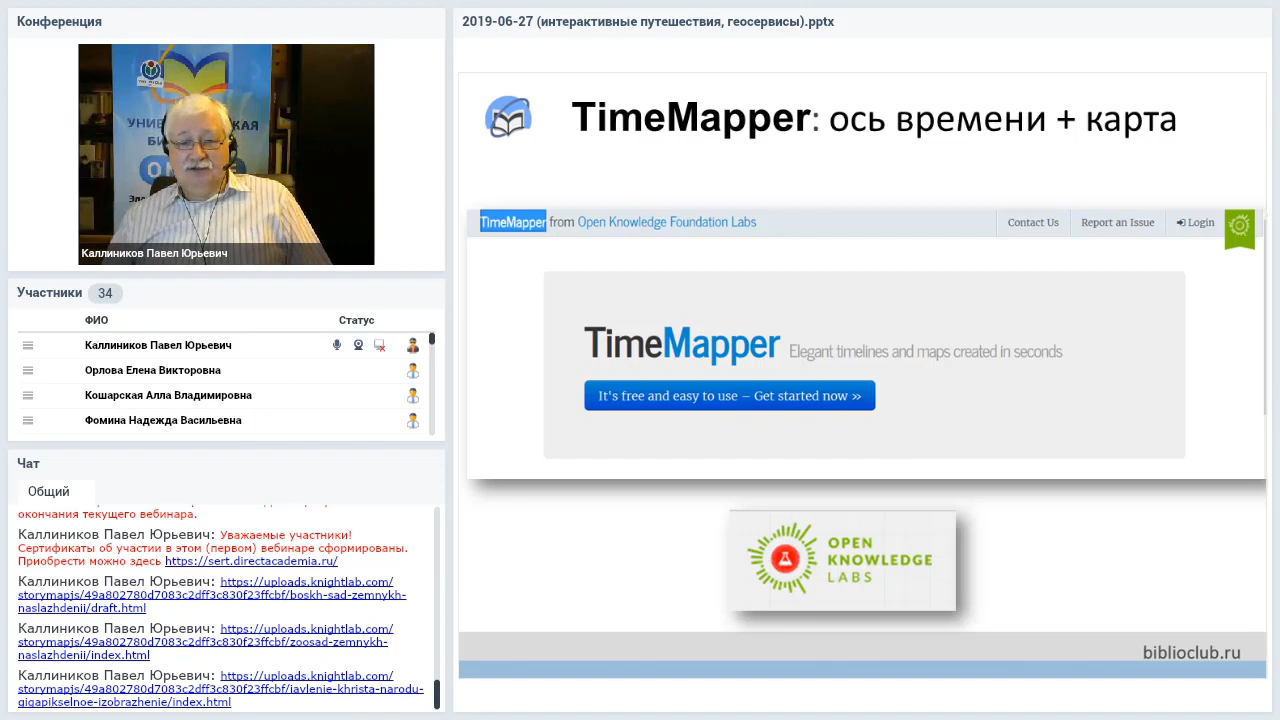 Конференция
УНИ
СКАЯ
БИ
Эле
Каллиников Павел Юрьевич
Участники 34
ФИО Статус
Каллиников Павел Юрьевич
Орлова Елена Викторовна
Кошарская Алла Владимировна
Фомина Надежда Васильевна
Чат
Общий
окончания текущего вебинара.
Каллиников Павел Юрьевич: Уважаемые участники!
Сертификаты об участии в этом (первом) вебинаре сформированы.
Приобрести можно здесь https://sert.directacademia.ru/
Каллиников Павел Юрьевич: https://uploads.knightlab.com/
storymapjs/49a802780d7083c2dff3c830f23ffcbf/boskh-sad-zemnykh-
naslazhdenii/draft.html
Каллиников Павел Юрьевич: https://uploads.knightlab.com/
storymapjs/49a802780d7083c2dff3c830f23ffcbf/zoosad-zemnykh-
naslazhdenii/index.html
Каллиников Павел Юрьевич: https://uploads.knightlab.com/
storymapjs/49a802780d7083c2dff3c830f23ffcbf/iavlenie-khrista-narodu-
gigapikselnoe-izobrazhenie/index.html
2019-06-27 (интерактивные путешествия, геосервисы).pptx
TimeMapper: ось времени + карта
TimeMapper from Open Knowledge Foundation Labs
Contact Us Report an Issue Login
TimeMapper Elegant timelines and maps created in seconds
It's free and easy to use – Get started now »
OPEN
KNOWLEDGE
LABS
biblioclub.ru